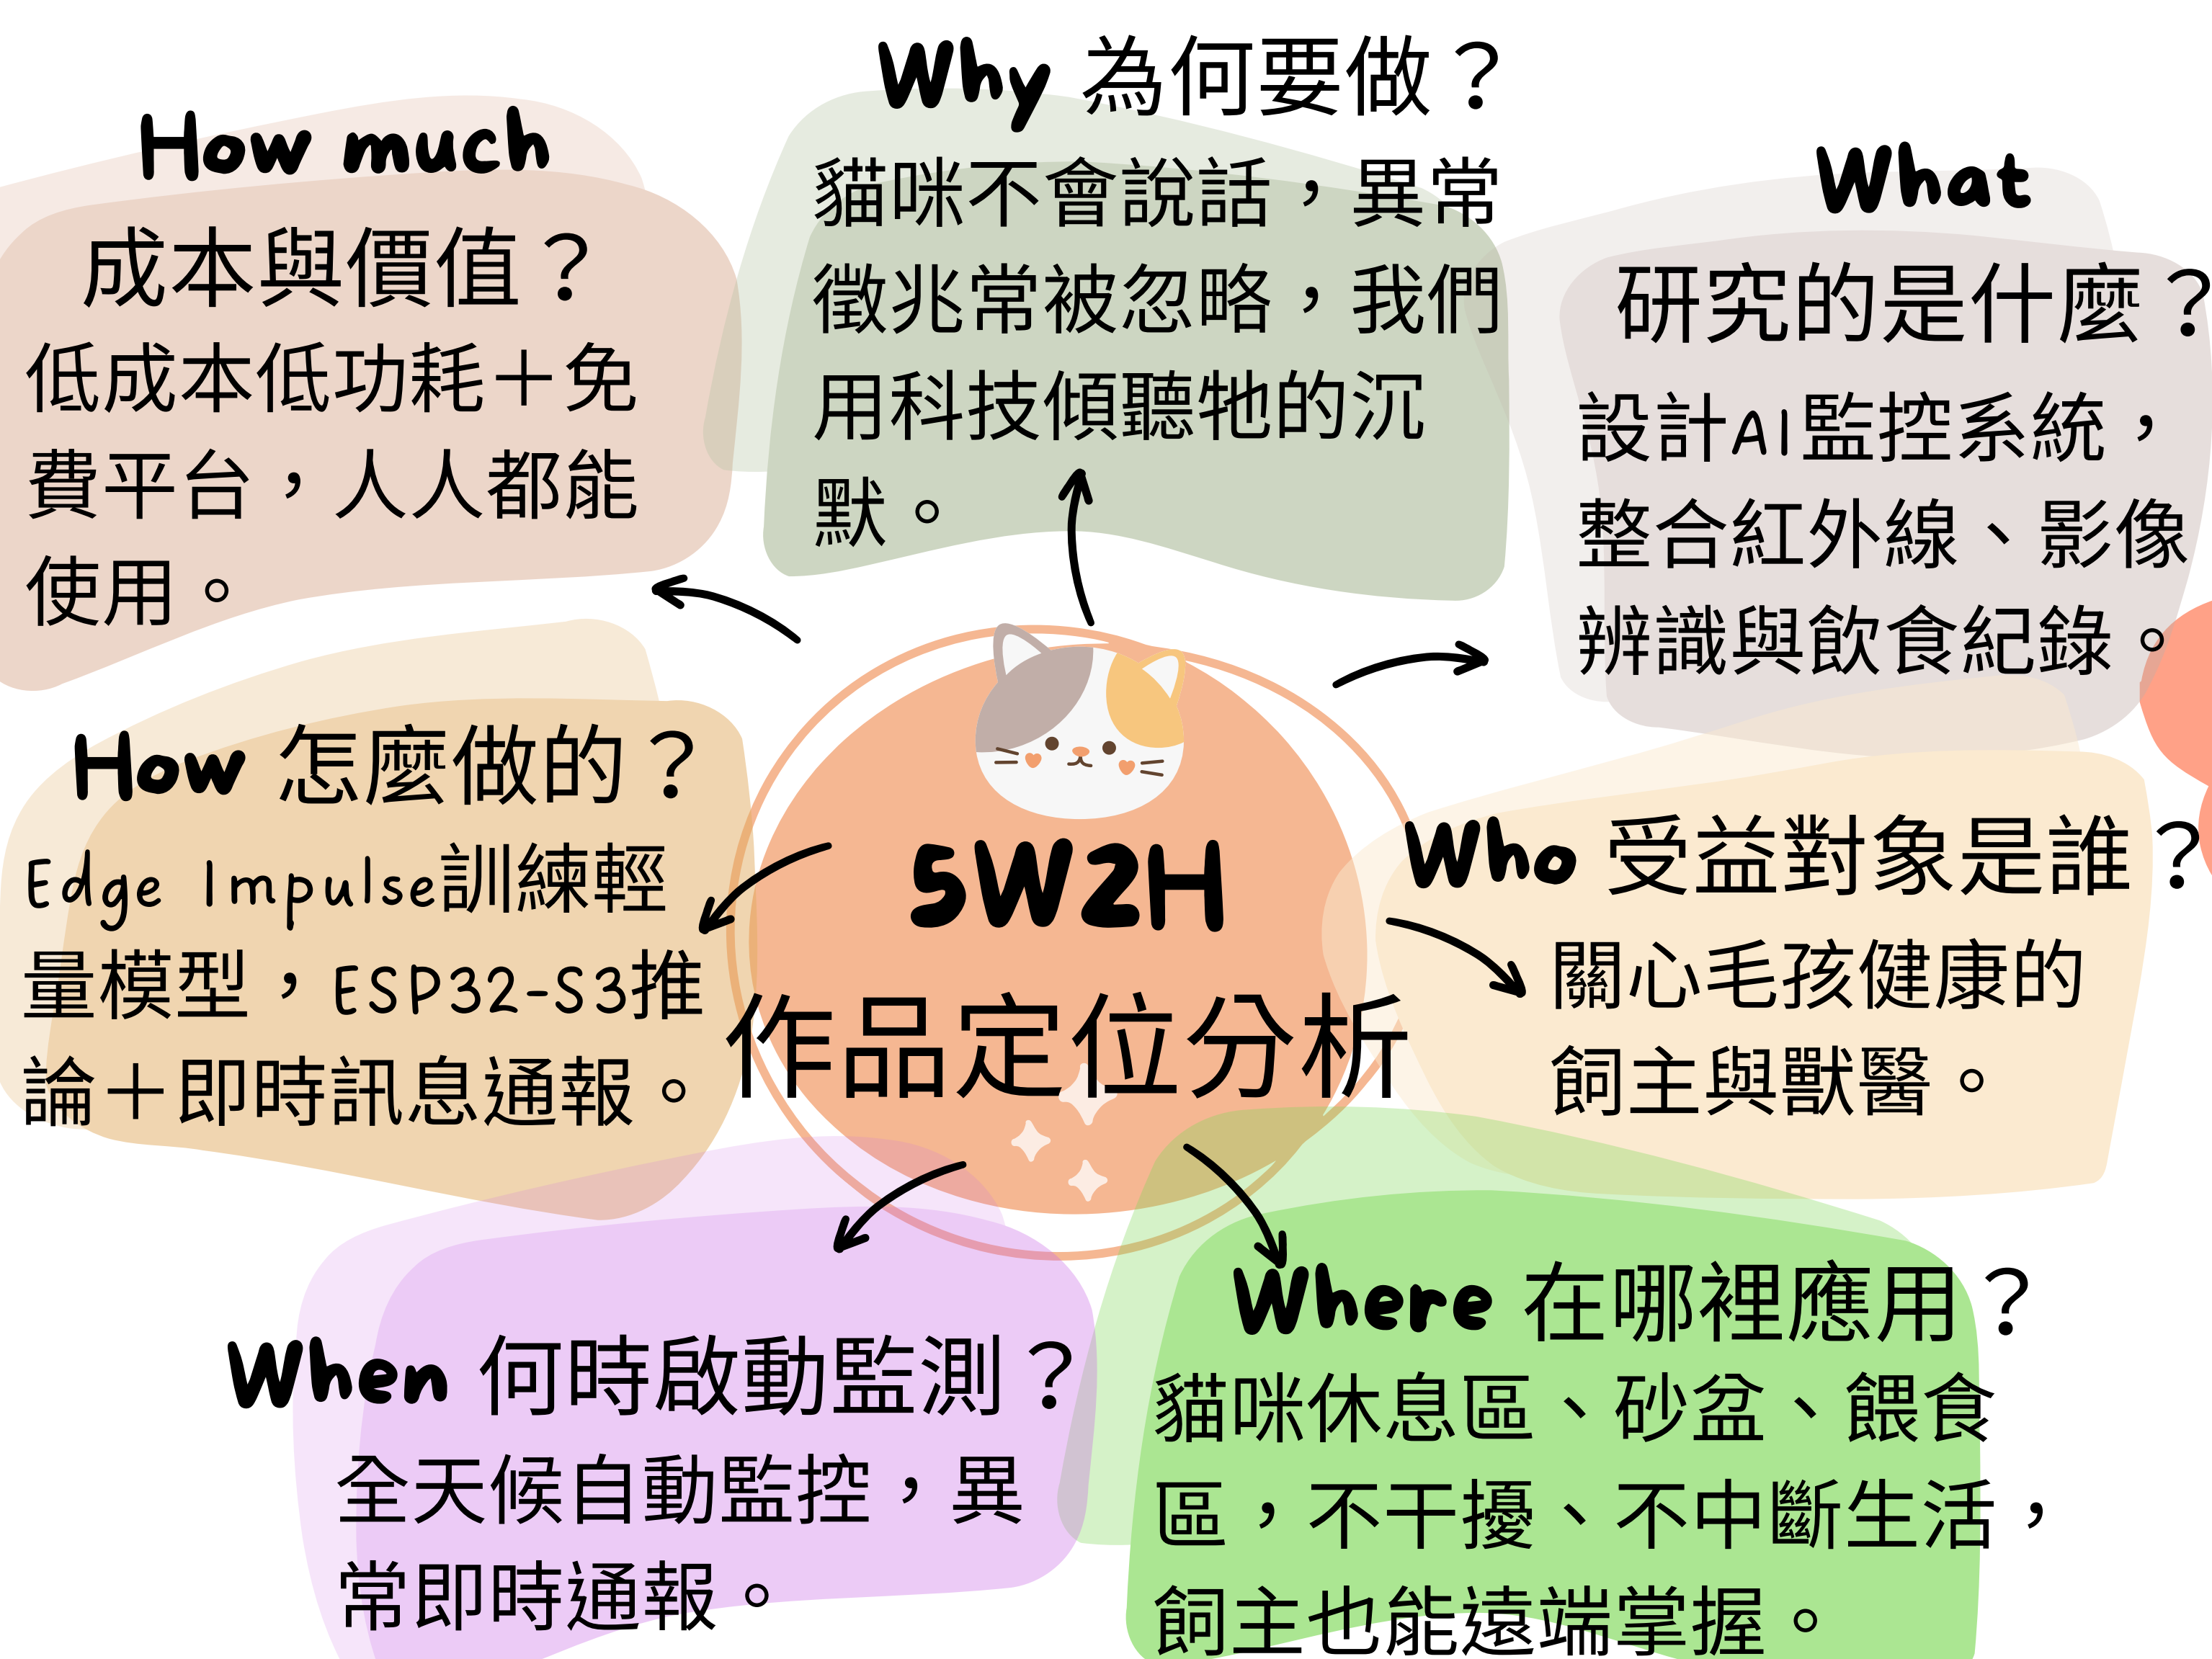 Why 為何要做？
貓咪不會說話，異常
徵兆常被忽略，我們
用科技傾聽牠的沉
默。
How much
成本與價值？
低成本低功耗＋免
費平台，人人都能
使用。
What
研究的是什麼？
設計AI監控系統，
整合紅外線、影像
辨識與飲食紀錄。
How 怎麼做的？
Edge Impulse訓練輕
量模型，ESP32-S3推
論＋即時訊息通報。
5W2H
作品定位分析
Who 受益對象是誰？
關心毛孩健康的
飼主與獸醫。
When 何時啟動監測？
全天候自動監控，異
常即時通報。
Where 在哪裡應用？
貓咪休息區、砂盆、餵食
區，不干擾、不中斷生活，
飼主也能遠端掌握。